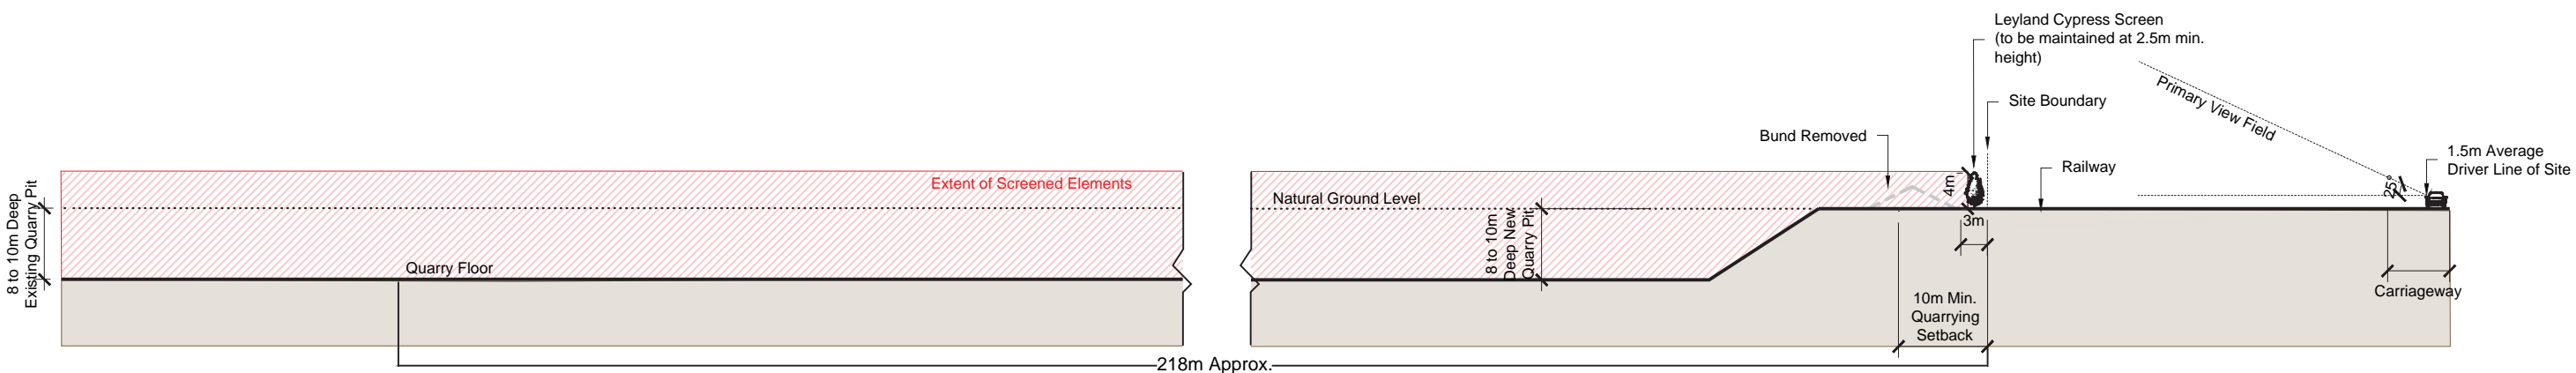 8 to 10m Deep
Existing Quarry Pit
Quarry Floor
Extent of Screened Elements
218m Approx.
Natural Ground Level
8 to 10m
Deep New
Quarry Pit
Bund Removed
Leyland Cypress Screen
(to be maintained at 2.5m min.
height)
Site Boundary
Railway
4m
3m
10m Min.
Quarrying
Setback
Primary View Field
25°
1.5m Average
Driver Line of Site
Carriageway